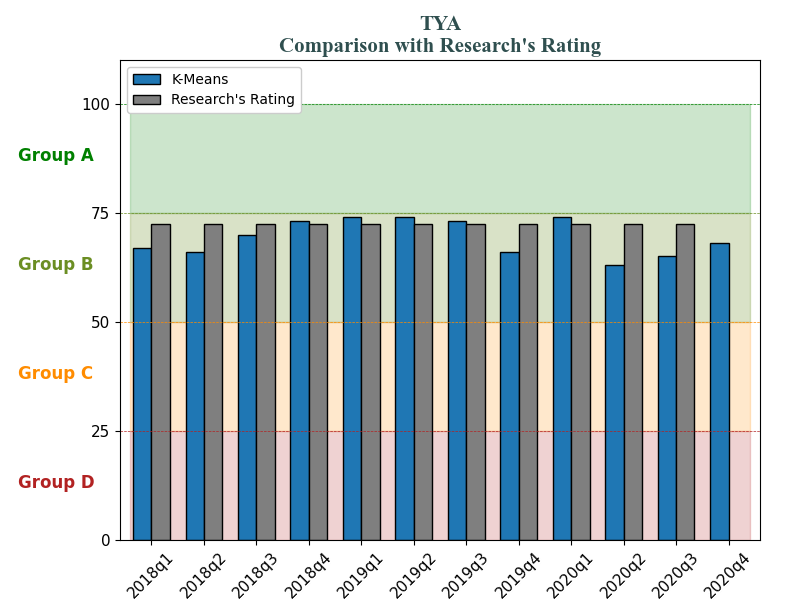 TYA
Comparison with Research's Rating
K-Means
Research's Rating
100
Group A
75
Group B
50
Group C
25
Group D
0
2018q1
2018q2
2018q3
2018q4
2019q1
2019q2
2019q3
2019q4
2020q1
2020q2
2020q3
2020q4